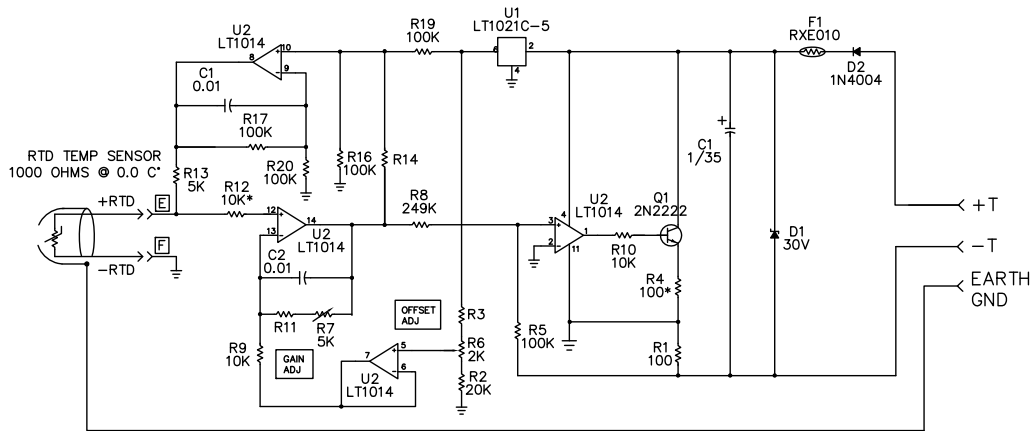 U1
LT1021C-5
R19
100K
6
2
4
F1
RXE010
D2
1N4004
U2
LT1014
8
10
9
C1
0.01
R17
100K
R20
100K
R16
100K
R14
RTD TEMP SENSOR
1000 OHMS @ 0.0 C°
R13
5K
R12
10K*
+RTD
E
F
-RTD
12
13
14
U2
LT1014
C2
0.01
R8
249K
U2
LT1014
3
2
4
11
1
R10
10K
Q1
2N2222
C1
1/35
+
D1
30V
R4
100*
R1
100
R5
100K
+T
-T
EARTH
GND
R11
R7
5K
R9
10K
GAIN
ADJ
OFFSET
ADJ
7
5
6
U2
LT1014
R3
R6
2K
R2
20K